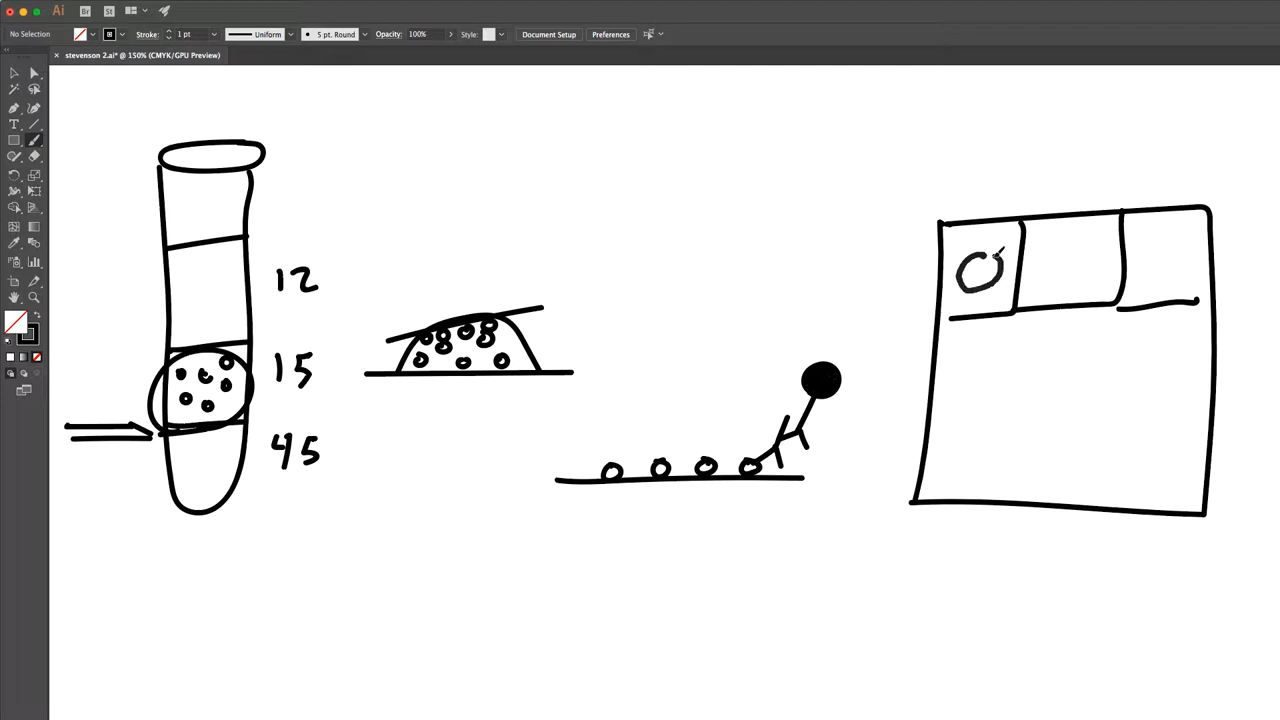 Ai Br St
No Selection Stroke: 1 pt Uniform 5 pt. Round Opacity: 100% Style: Document Setup Preferences
× stevenson 2.ai* @ 150% (CMYK/GPU Preview)
12
15
45